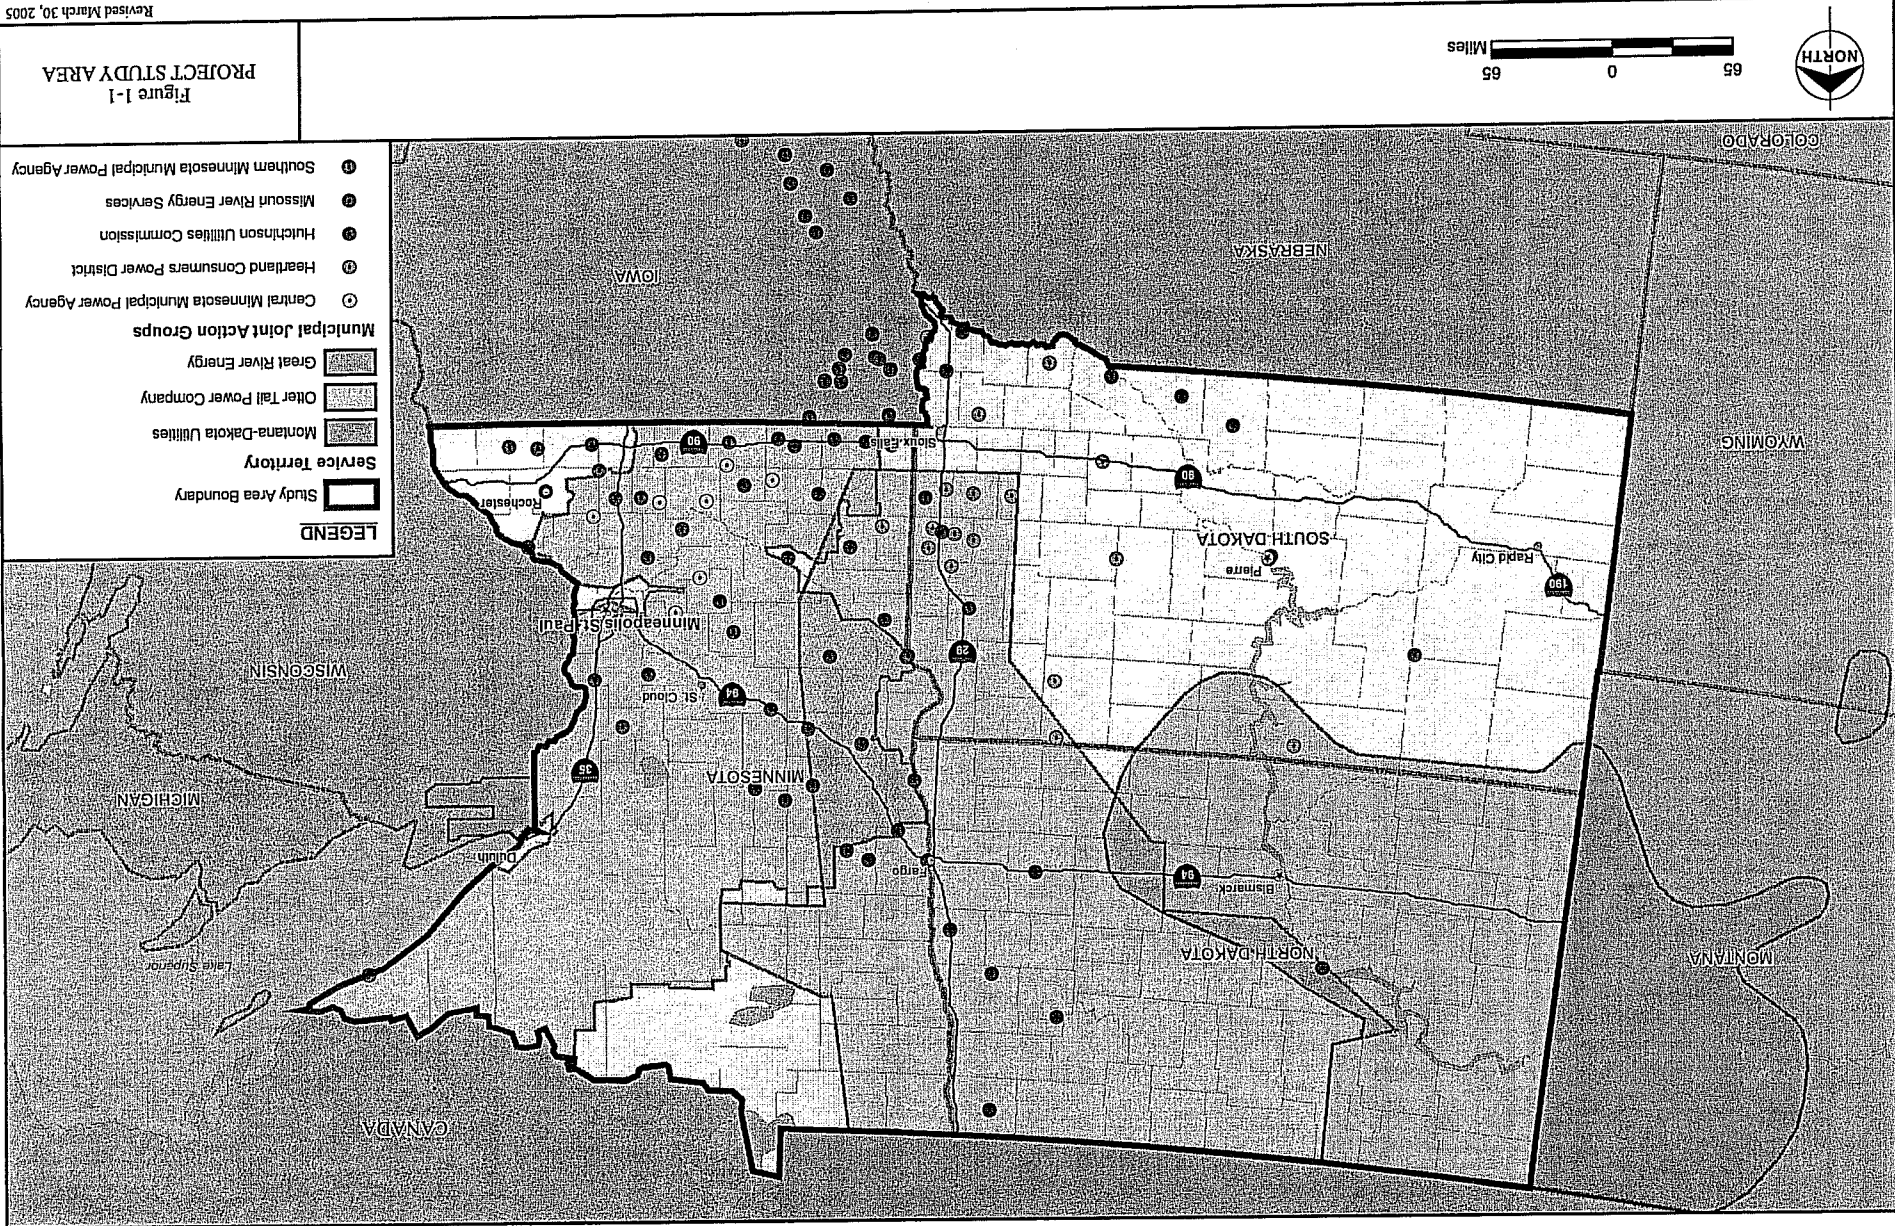 CANADA
MONTANA
NORTH DAKOTA
Lake Superior
Bismarck
94
Fargo
Duluth
MINNESOTA
35
MICHIGAN
94
St. Cloud
WISCONSIN
29
Minneapolis St. Paul
190
Rapid City
Pierre
SOUTH DAKOTA
Rochester
90
Sioux Falls
90
WYOMING
IOWA
NEBRASKA
COLORADO
LEGEND
Study Area Boundary
Service Territory
Montana-Dakota Utilities
Otter Tail Power Company
Great River Energy
Municipal Joint Action Groups
Central Minnesota Municipal Power Agency
Heartland Consumers Power District
Hutchinson Utilities Commission
Missouri River Energy Services
Southern Minnesota Municipal Power Agency
NORTH
65 0 65
Miles
Figure 1-1
PROJECT STUDY AREA
Revised March 30, 2005